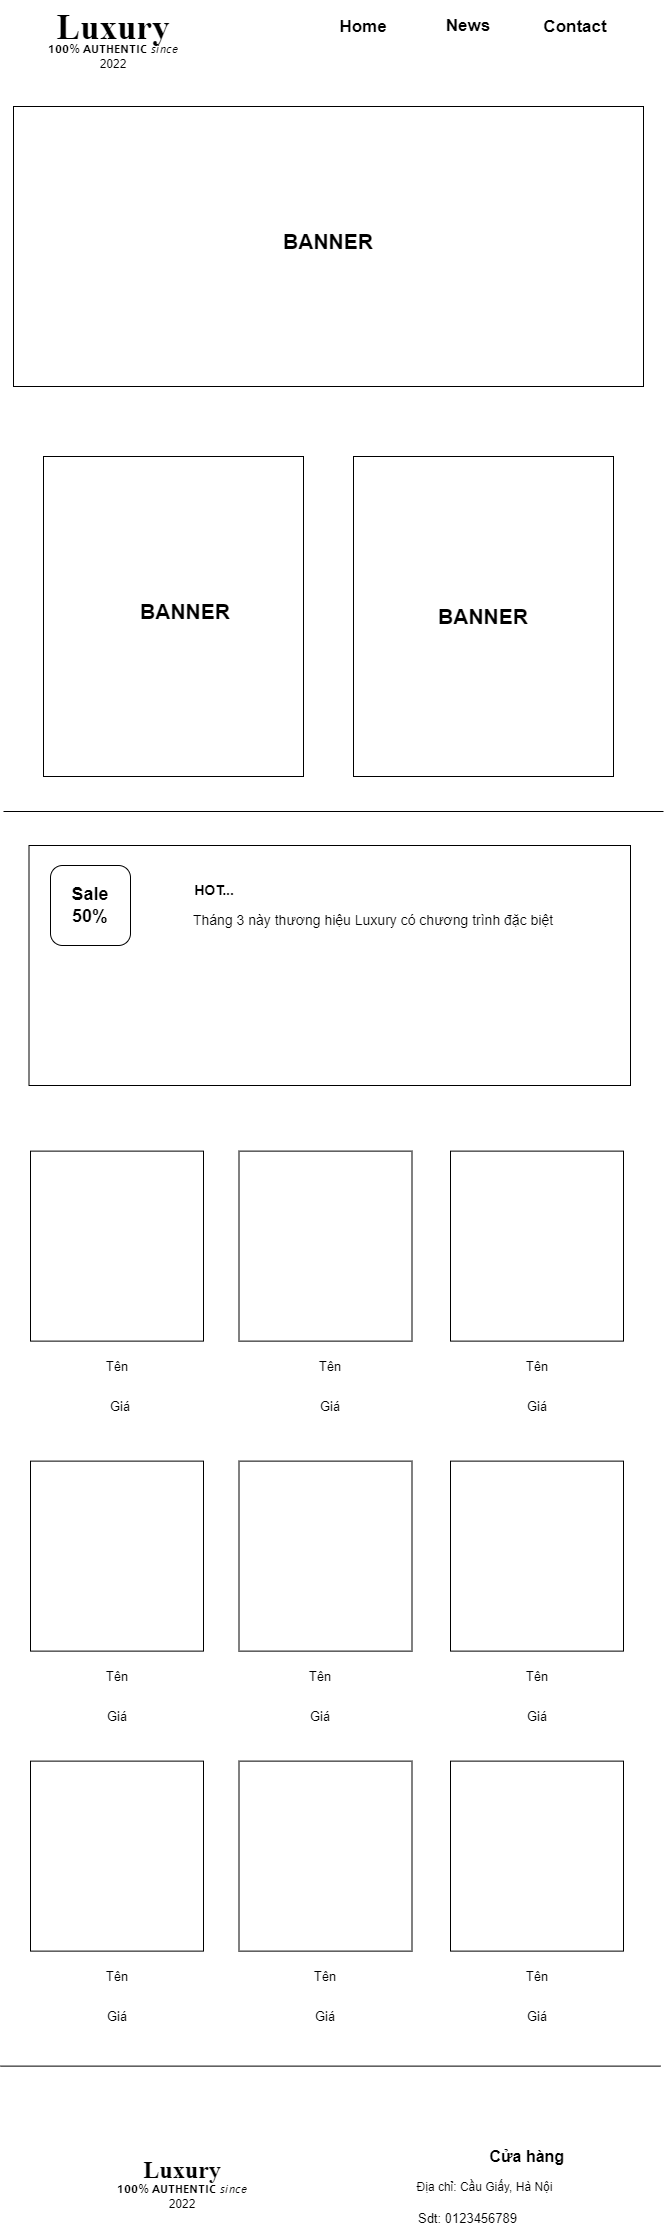 Luxury
100% AUTHENTIC since
2022
Home News Contact
BANNER
BANNER BANNER
Sale
50%
HOT...
Tháng 3 này thương hiệu Luxury có chương trình đặc biệt
Tên Tên Tên
Giá Giá Giá
Tên Tên Tên
Giá Giá Giá
Tên Tên Tên
Giá Giá Giá
Luxury
100% AUTHENTIC since
2022
Cửa hàng
Địa chỉ: Cầu Giấy, Hà Nội
Sdt: 0123456789